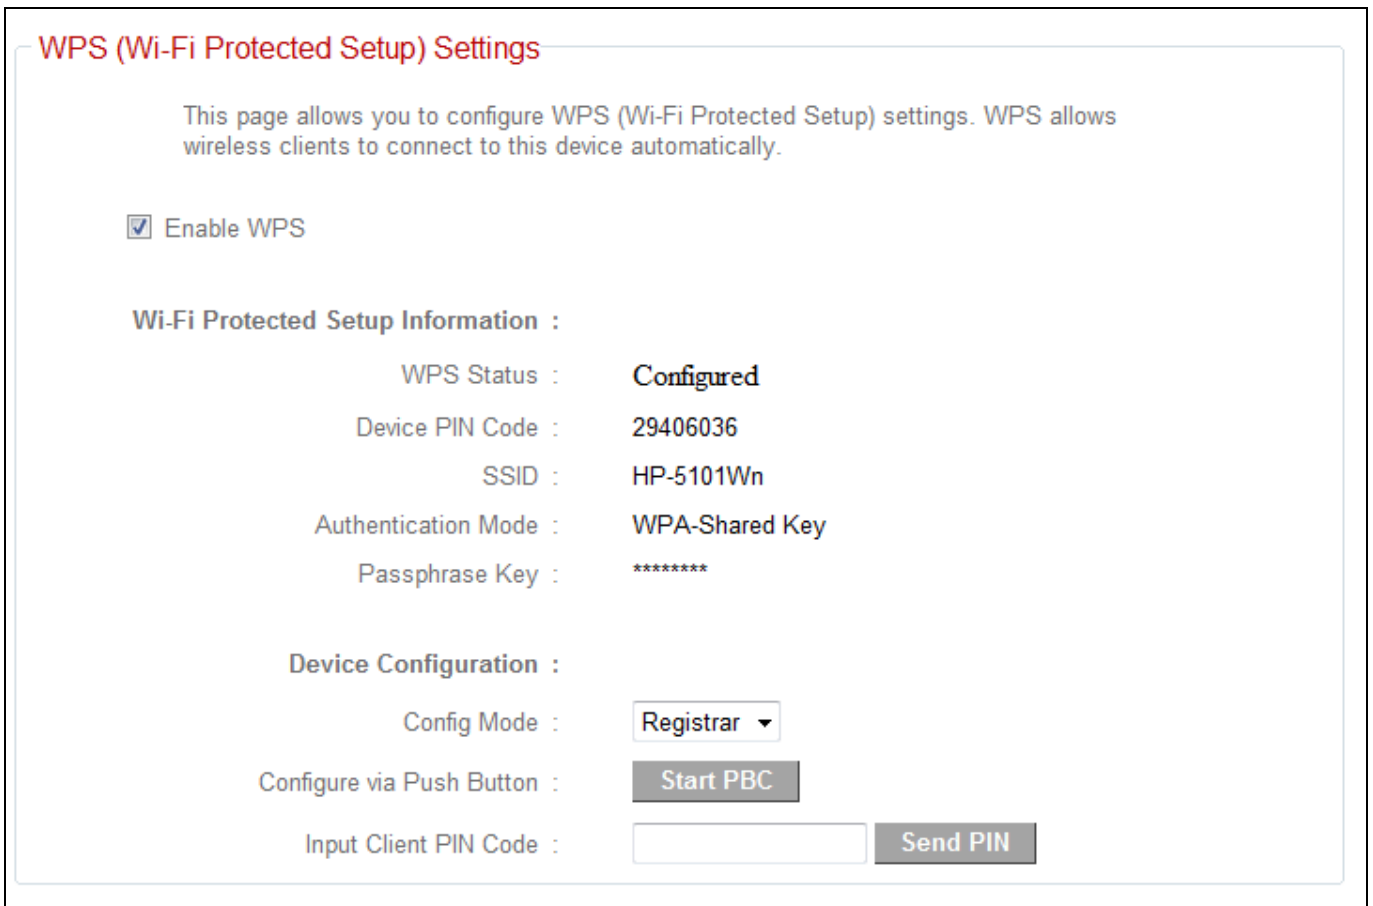 WPS (Wi-Fi Protected Setup) Settings
This page allows you to configure WPS (Wi-Fi Protected Setup) settings. WPS allows
wireless clients to connect to this device automatically.
Enable WPS
Wi-Fi Protected Setup Information :
WPS Status : Configured
Device PIN Code : 29406036
SSID : HP-5101Wn
Authentication Mode : WPA-Shared Key
Passphrase Key : ********
Device Configuration :
Config Mode : Registrar
Configure via Push Button : Start PBC
Input Client PIN Code : Send PIN